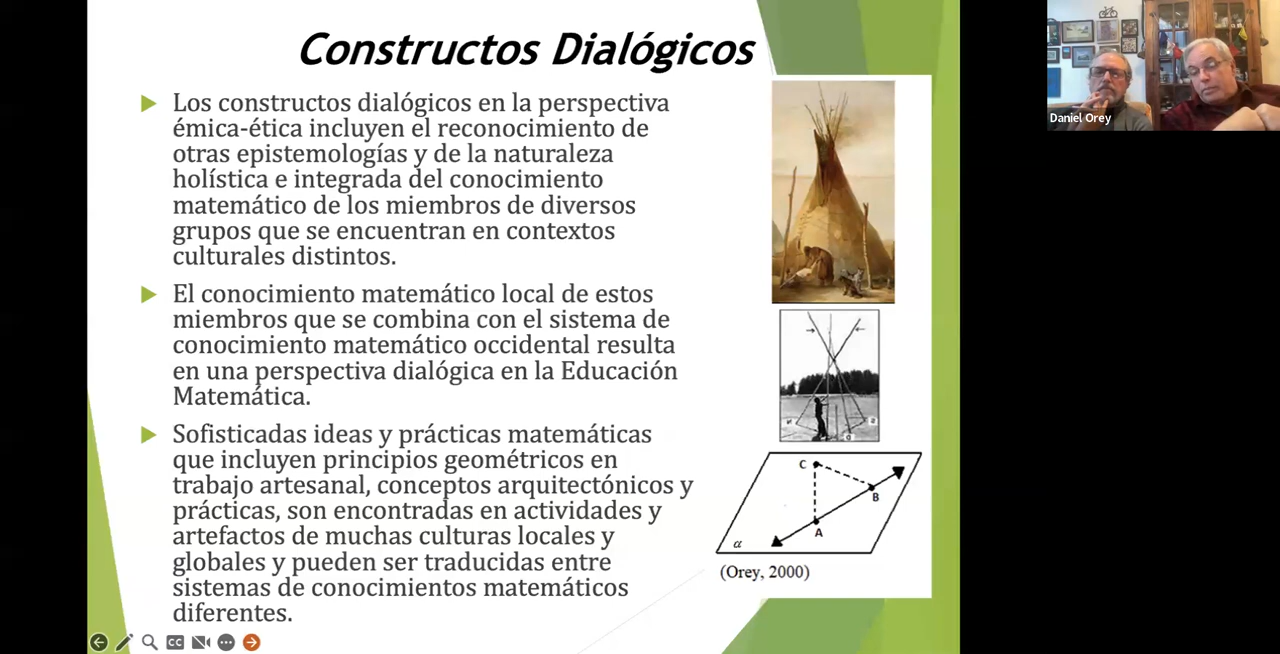 Constructos Dialógicos
Los constructos dialógicos en la perspectiva
émica-ética incluyen el reconocimiento de
otras epistemologías y de la naturaleza
holística e integrada del conocimiento
matemático de los miembros de diversos
grupos que se encuentran en contextos
culturales distintos.
El conocimiento matemático local de estos
miembros que se combina con el sistema de
conocimiento matemático occidental resulta
en una perspectiva dialógica en la Educación
Matemática.
Sofisticadas ideas y prácticas matemáticas
que incluyen principios geométricos en
trabajo artesanal, conceptos arquitectónicos y
prácticas, son encontradas en actividades y
artefactos de muchas culturas locales y
globales y pueden ser traducidas entre
sistemas de conocimientos matemáticos
diferentes.
C
B
A
α
(Orey, 2000)
Daniel Orey
CC